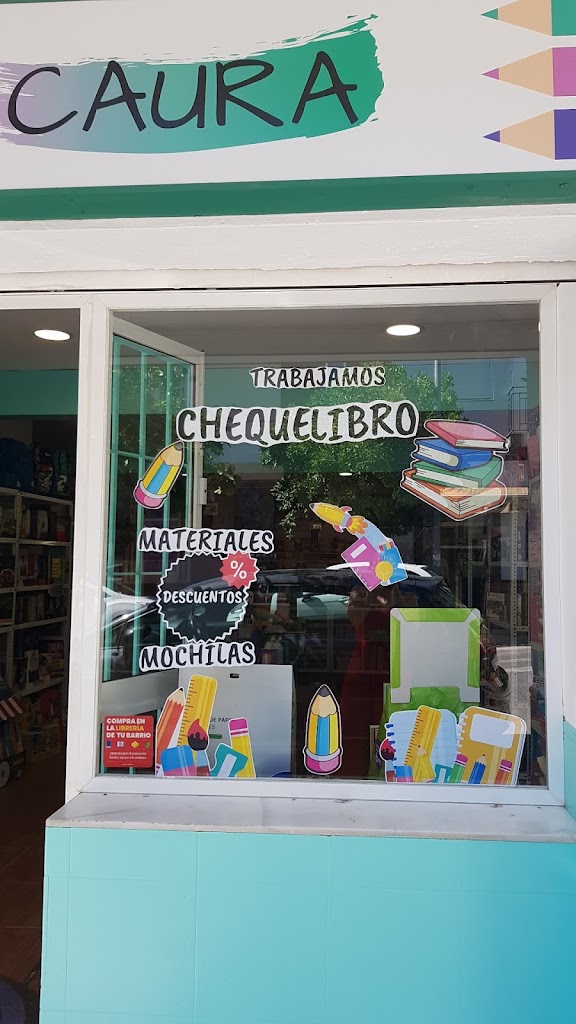 CAURA
TRABAJAMOS
CHEQUELIBRO
MATERIALES
%
DESCUENTOS
MOCHILAS
COMPRA EN
LA LIBRERÍA
DE TU BARRIO